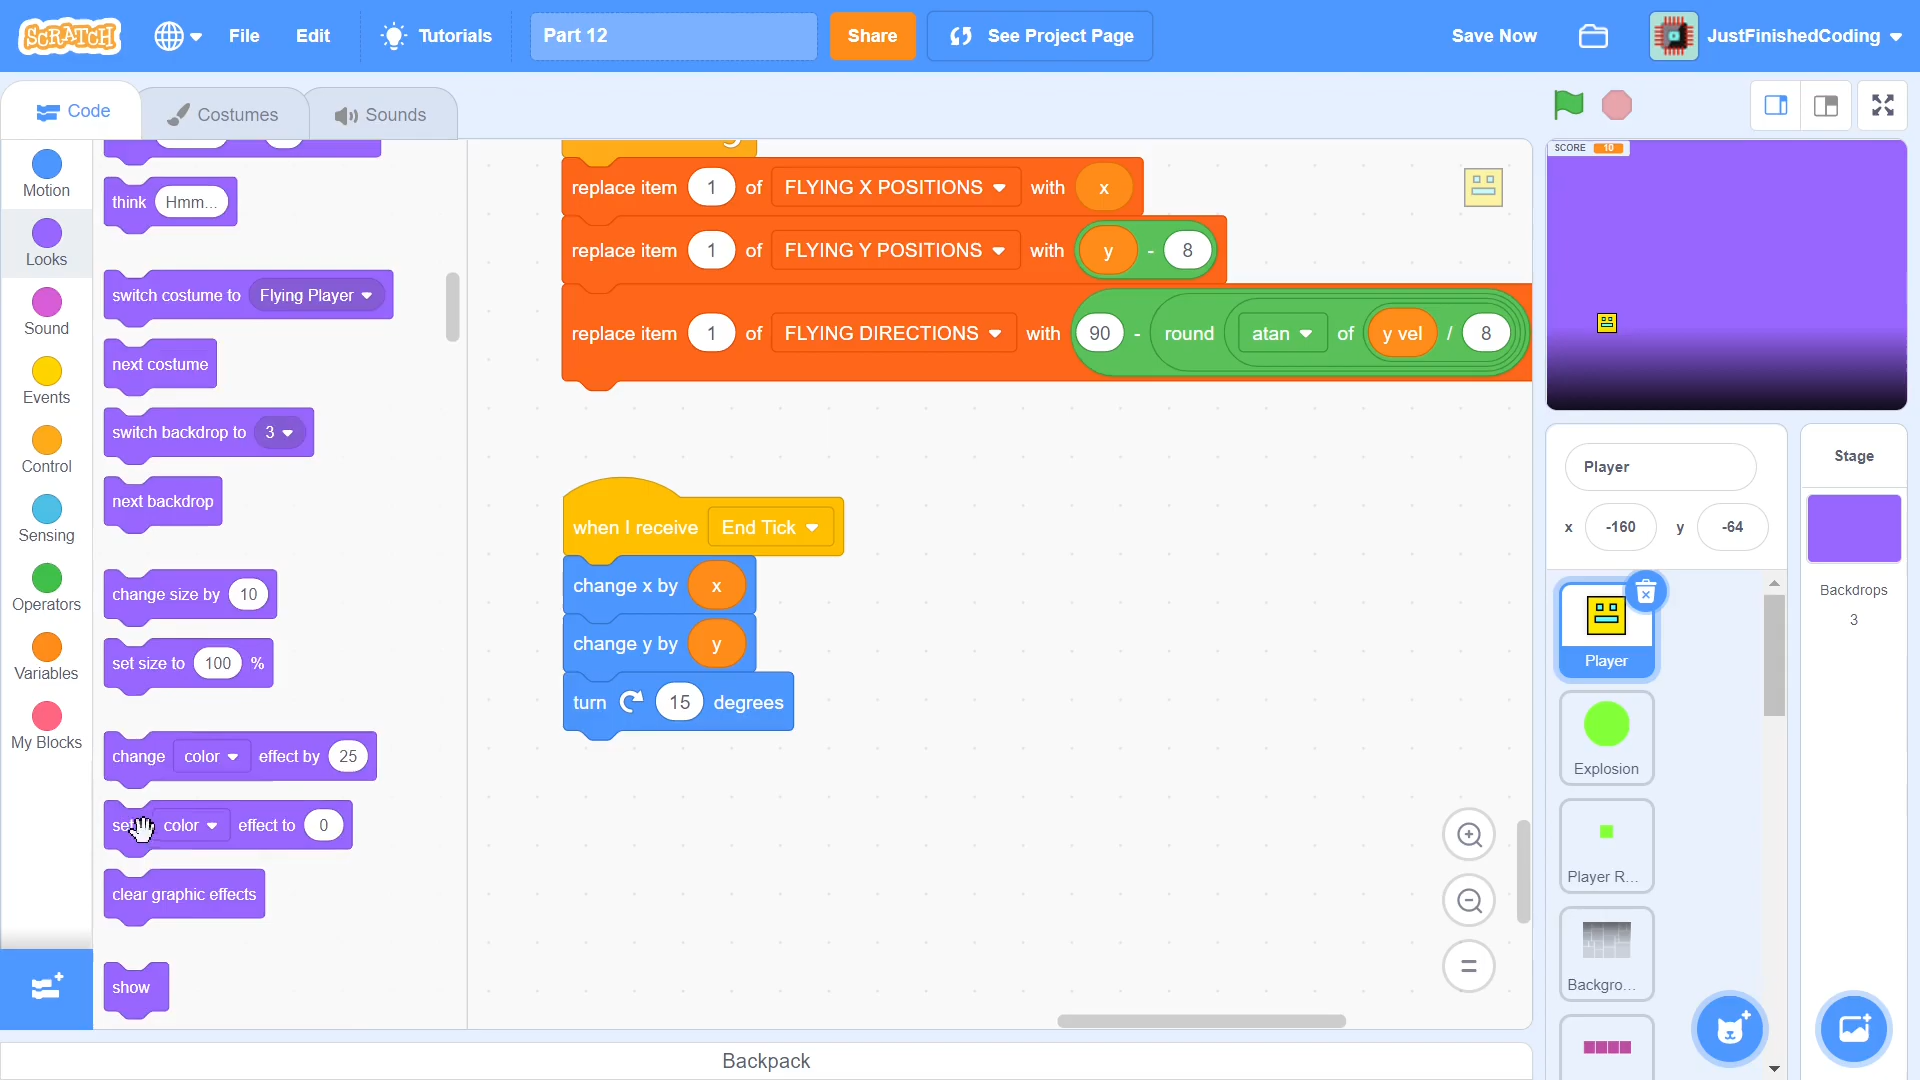 SCRATCH
File
Edit
Tutorials
Part 12
Share
See Project Page
Save Now
JustFinishedCoding
Code
Costumes
Sounds
Motion
Looks
Sound
Events
Control
Sensing
Operators
Variables
My Blocks
think Hmm...
switch costume to Flying Player
next costume
switch backdrop to 3
next backdrop
change size by 10
set size to 100 %
change color effect by 25
set color effect to 0
clear graphic effects
show
replace item 1 of FLYING X POSITIONS with x
replace item 1 of FLYING Y POSITIONS with y - 8
replace item 1 of FLYING DIRECTIONS with 90 - round atan of y vel / 8
when I receive End Tick
change x by x
change y by y
turn 15 degrees
SCORE 10
Player
x -160 y -64
Player
Explosion
Player R...
Backgro...
Stage
Backdrops
3
Backpack